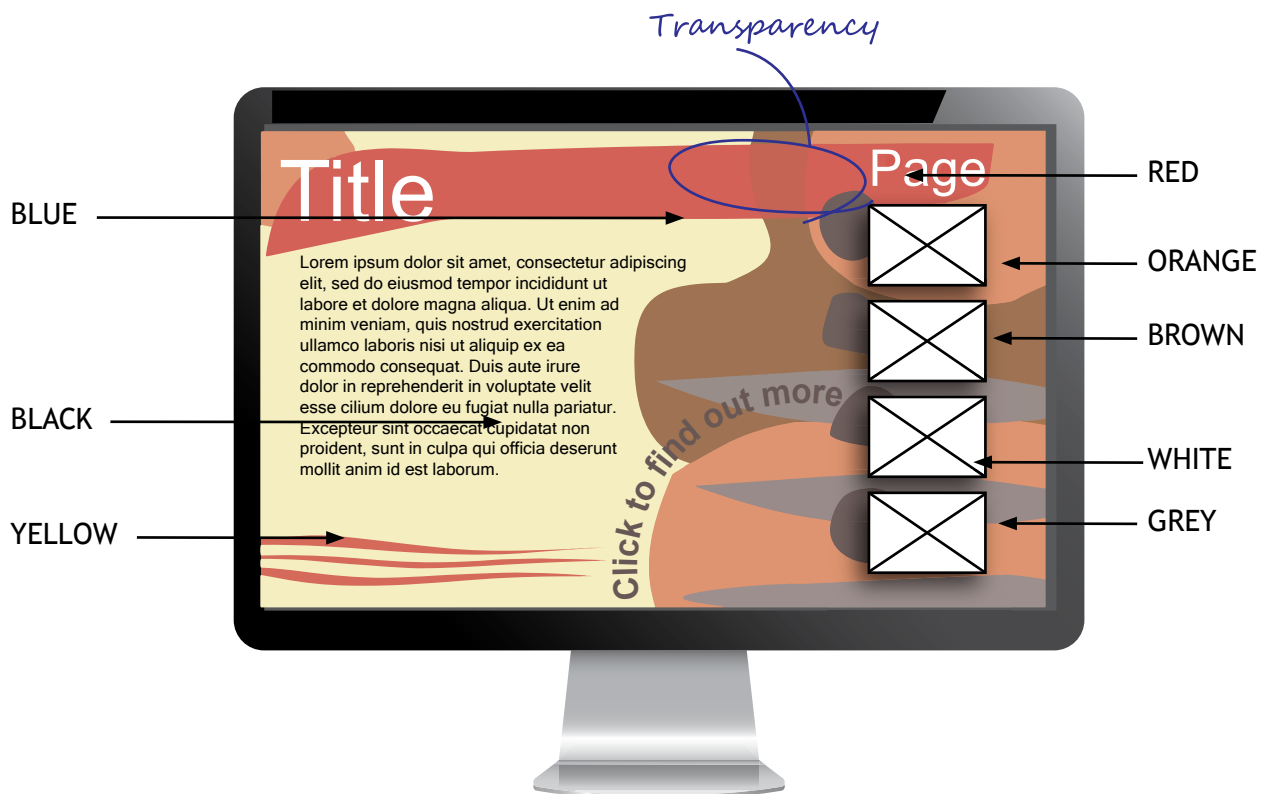 Transparency
Title
Page
RED
BLUE
Lorem ipsum dolor sit amet, consectetur adipiscing
elit, sed do eiusmod tempor incididunt ut
labore et dolore magna aliqua. Ut enim ad
minim veniam, quis nostrud exercitation
ullamco laboris nisi ut aliquip ex ea
commodo consequat. Duis aute irure
dolor in reprehenderit in voluptate velit
esse cilium dolore eu fugiat nulla pariatur.
Excepteur sint occaecat cupidatat non
proident, sunt in culpa qui officia deserunt
mollit anim id est laborum.
ORANGE
BROWN
Click to find out more
BLACK
WHITE
YELLOW
GREY